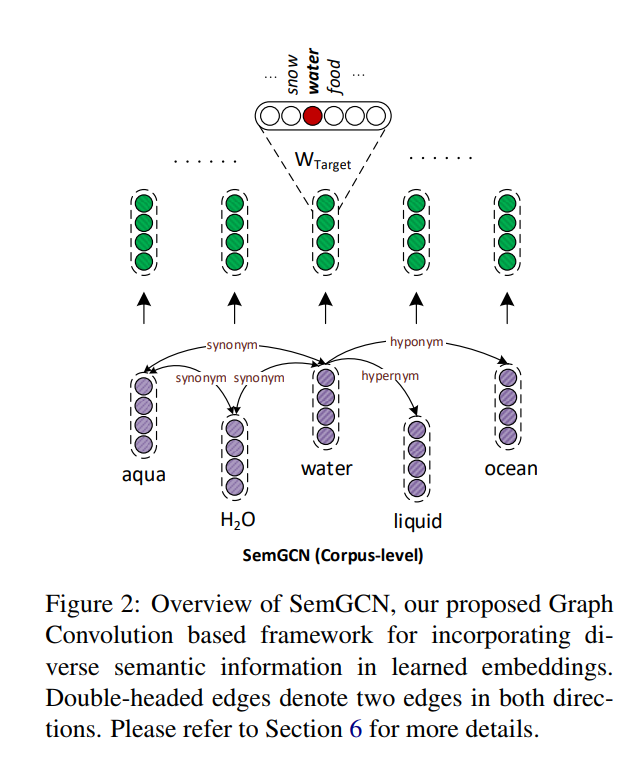 ... snow water food ...
. . . . . .
W_Target
. . . . . .
synonym
hyponym
synonym
synonym
hypernym
aqua
water
ocean
H₂O
liquid
SemGCN (Corpus-level)
Figure 2: Overview of SemGCN, our proposed Graph
Convolution based framework for incorporating di-
verse semantic information in learned embeddings.
Double-headed edges denote two edges in both direc-
tions. Please refer to Section 6 for more details.